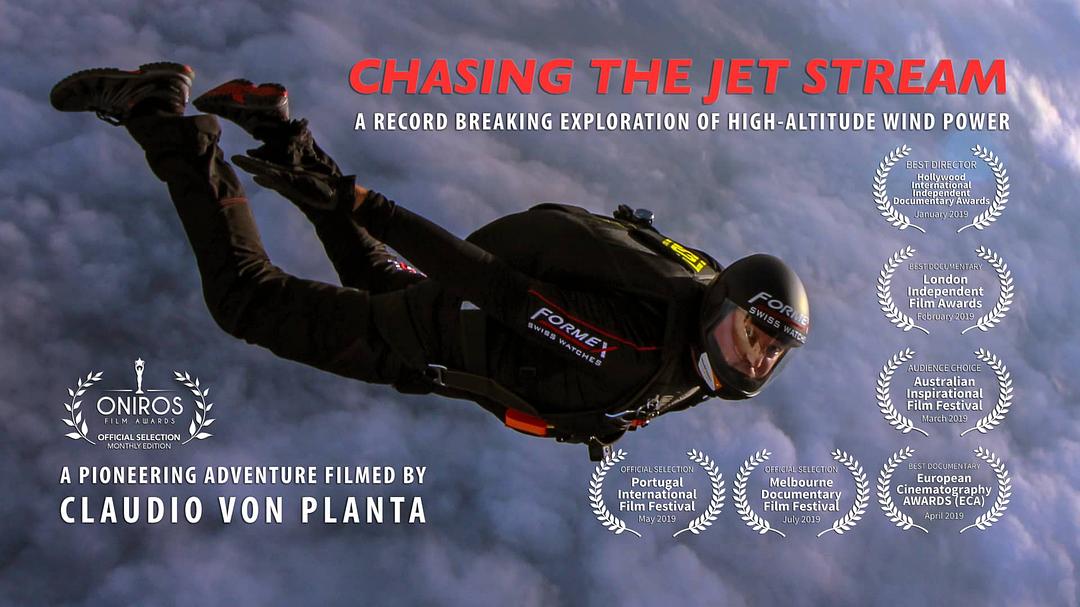 CHASING THE JET STREAM
A RECORD BREAKING EXPLORATION OF HIGH-ALTITUDE WIND POWER
BEST DIRECTOR
Hollywood
International
Independent
Documentary Awards
January 2019
BEST DOCUMENTARY
London
Independent
Film Awards
February 2019
AUDIENCE CHOICE
Australian
Inspirational
Film Festival
March 2019
BEST DOCUMENTARY
European
Cinematography
AWARDS (ECA)
April 2019
OFFICIAL SELECTION
Melbourne
Documentary
Film Festival
July 2019
OFFICIAL SELECTION
Portugal
International
Film Festival
May 2019
FORMEX
SWISS WATCHES
FORME
SWISS WATCHE
ONIROS
FILM AWARDS
OFFICIAL SELECTION
MONTHLY EDITION
A PIONEERING ADVENTURE FILMED BY
CLAUDIO VON PLANTA